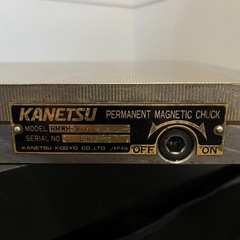 KANETSU PERMANENT MAGNETIC CHUCK
MODEL
SERIAL NO
KANETSU KOGYO CO. LTD. JAPAN
OFF ON